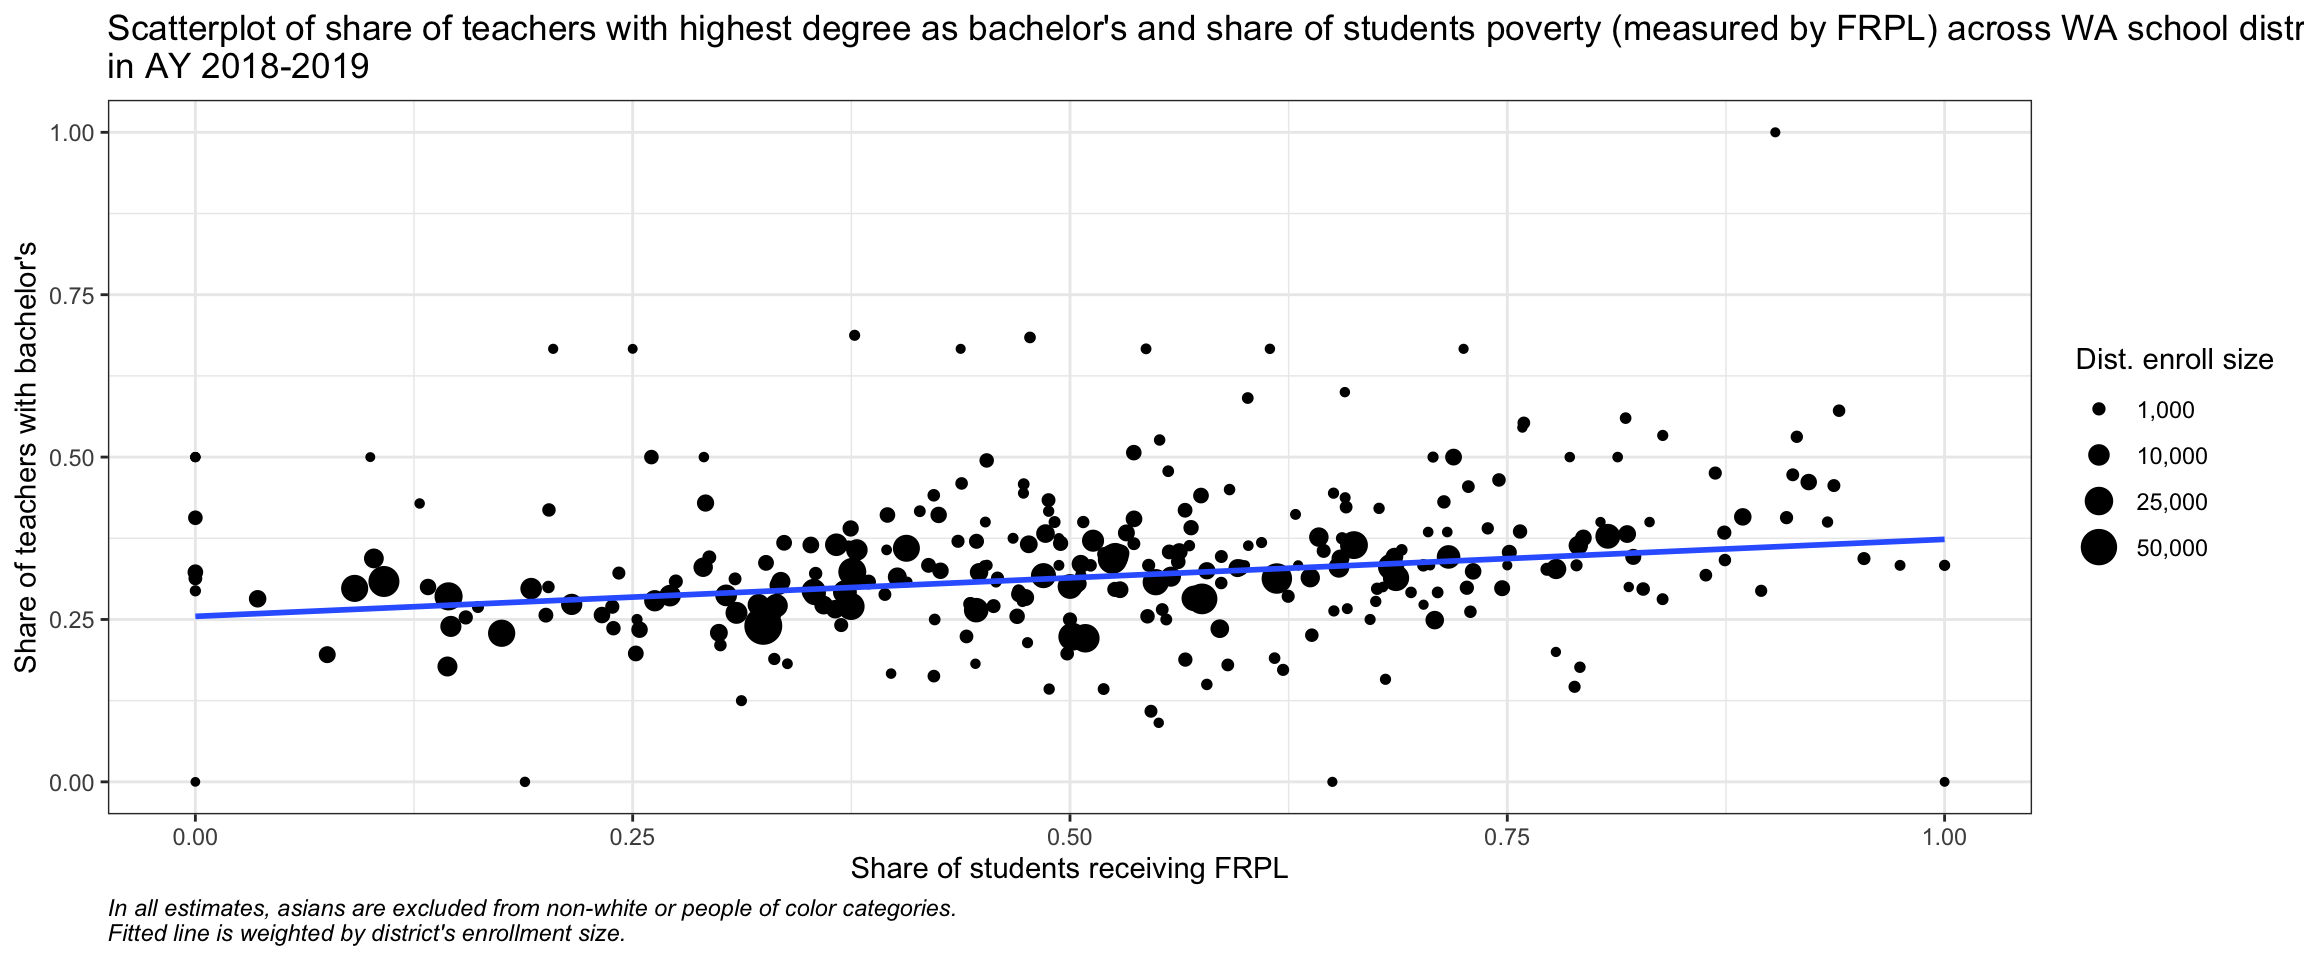 Scatterplot of share of teachers with highest degree as bachelor's and share of students poverty (measured by FRPL) across WA school distr
in AY 2018-2019
1.00
0.75
0.50
0.25
0.00
Share of teachers with bachelor's
0.00 0.25 0.50 0.75 1.00
Share of students receiving FRPL
Dist. enroll size
1,000
10,000
25,000
50,000
In all estimates, asians are excluded from non-white or people of color categories.
Fitted line is weighted by district's enrollment size.